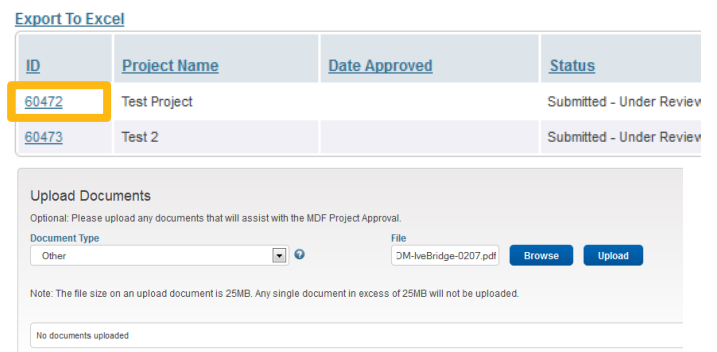 Export To Excel
ID Project Name Date Approved Status
60472 Test Project Submitted - Under Review
60473 Test 2 Submitted - Under Review
Upload Documents
Optional: Please upload any documents that will assist with the MDF Project Approval.
Document Type File
Other DM-IveBridge-0207.pdf Browse Upload
Note: The file size on an upload document is 25MB. Any single document in excess of 25MB will not be uploaded.
No documents uploaded